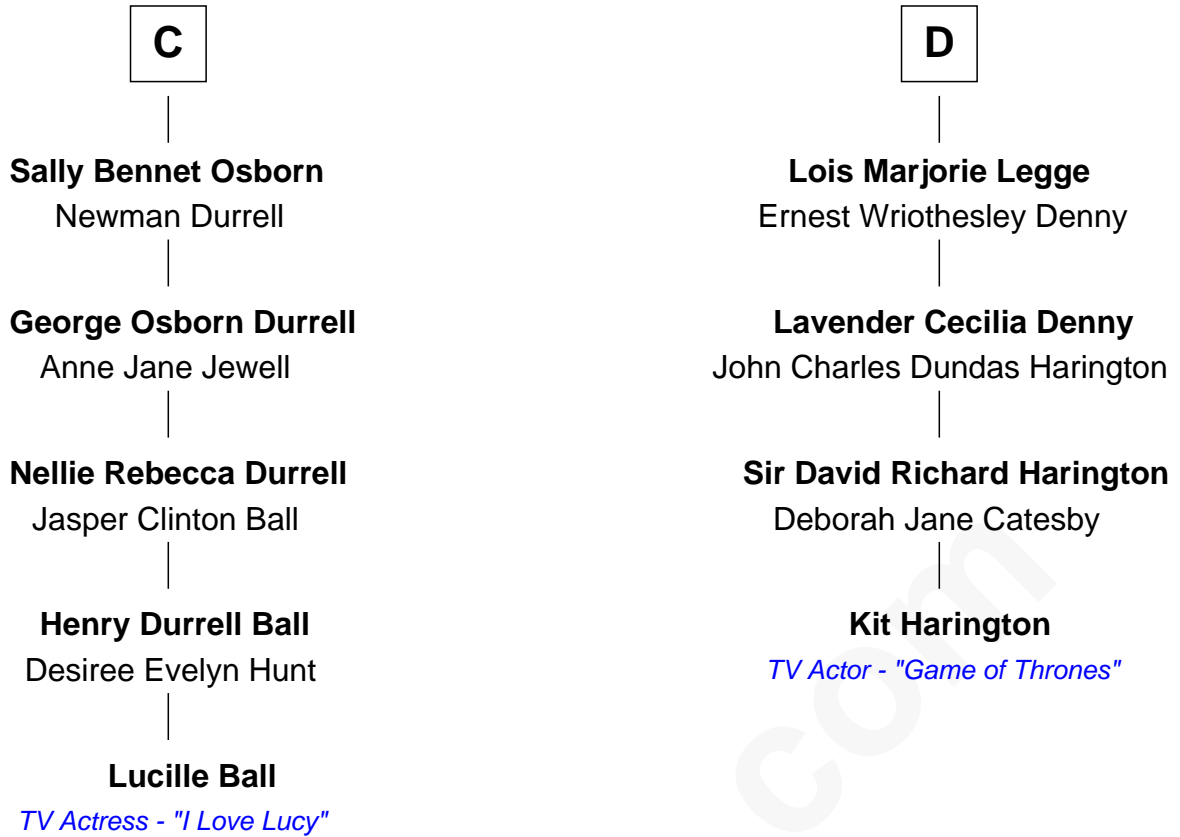 C
Sally Bennet Osborn
Newman Durrell
George Osborn Durrell
Anne Jane Jewell
Nellie Rebecca Durrell
Jasper Clinton Ball
Henry Durrell Ball
Desiree Evelyn Hunt
Lucille Ball
TV Actress - "I Love Lucy"
D
Lois Marjorie Legge
Ernest Wriothesley Denny
Lavender Cecilia Denny
John Charles Dundas Harington
Sir David Richard Harington
Deborah Jane Catesby
Kit Harington
TV Actor - "Game of Thrones"
com